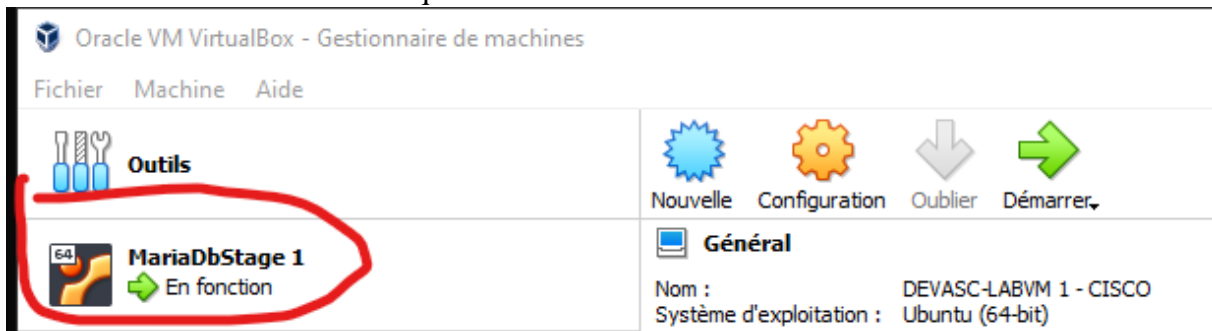 Oracle VM VirtualBox - Gestionnaire de machines
Fichier Machine Aide
Outils
Nouvelle Configuration Oublier Démarrer
64
MariaDbStage 1
En fonction
Général
Nom : DEVASC-LABVM 1 - CISCO
Système d'exploitation : Ubuntu (64-bit)